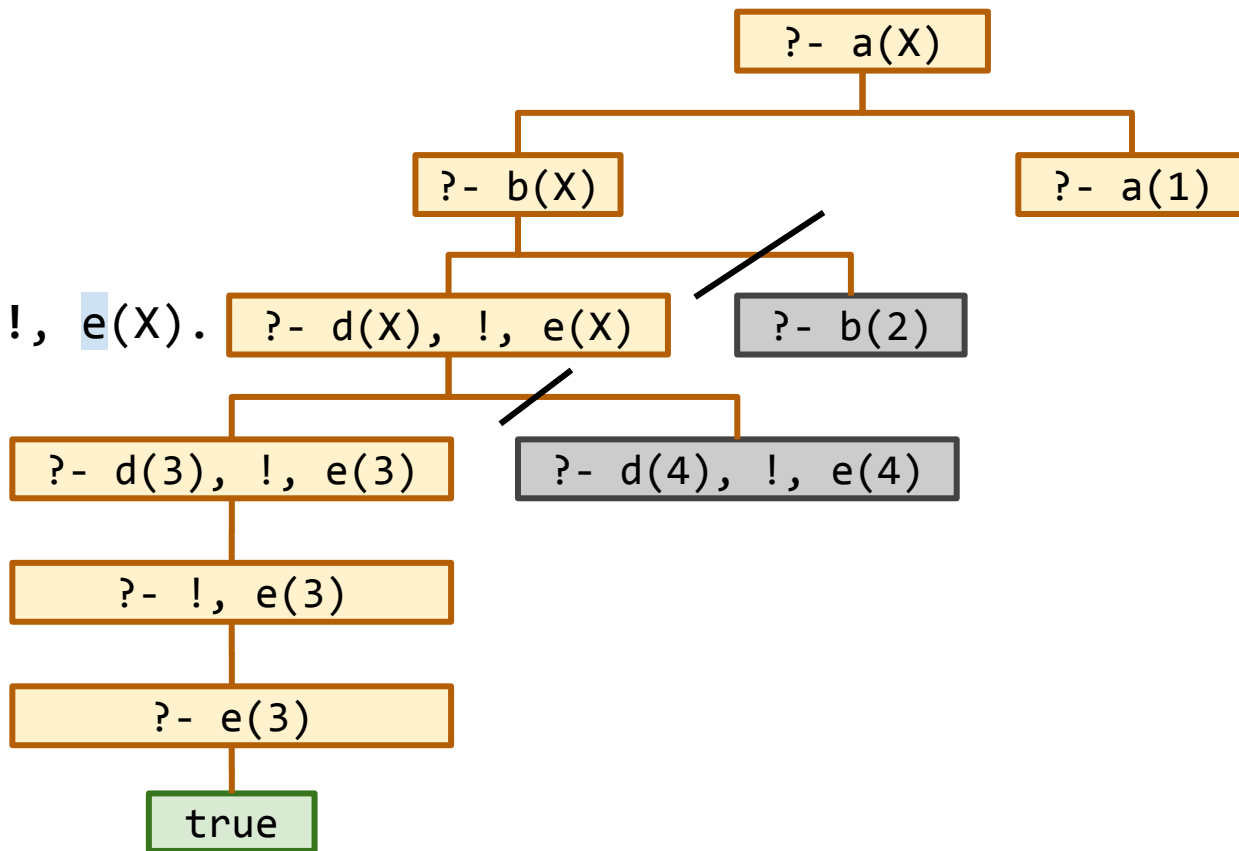 ?- a(X)
?- b(X)
?- a(1)
!, e(X).
?- d(X), !, e(X)
?- b(2)
?- d(3), !, e(3)
?- d(4), !, e(4)
?- !, e(3)
?- e(3)
true